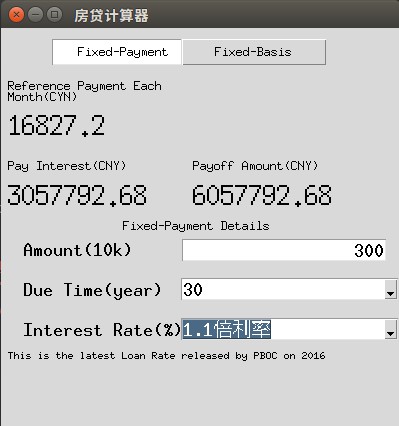 房贷计算器
Fixed-Payment Fixed-Basis
Reference Payment Each
Month(CYN)
16827.2
Pay Interest(CNY) Payoff Amount(CNY)
3057792.68 6057792.68
Fixed-Payment Details
Amount(10k) 300
Due Time(year) 30
Interest Rate(%) 1.1倍利率
This is the latest Loan Rate released by PBOC on 2016